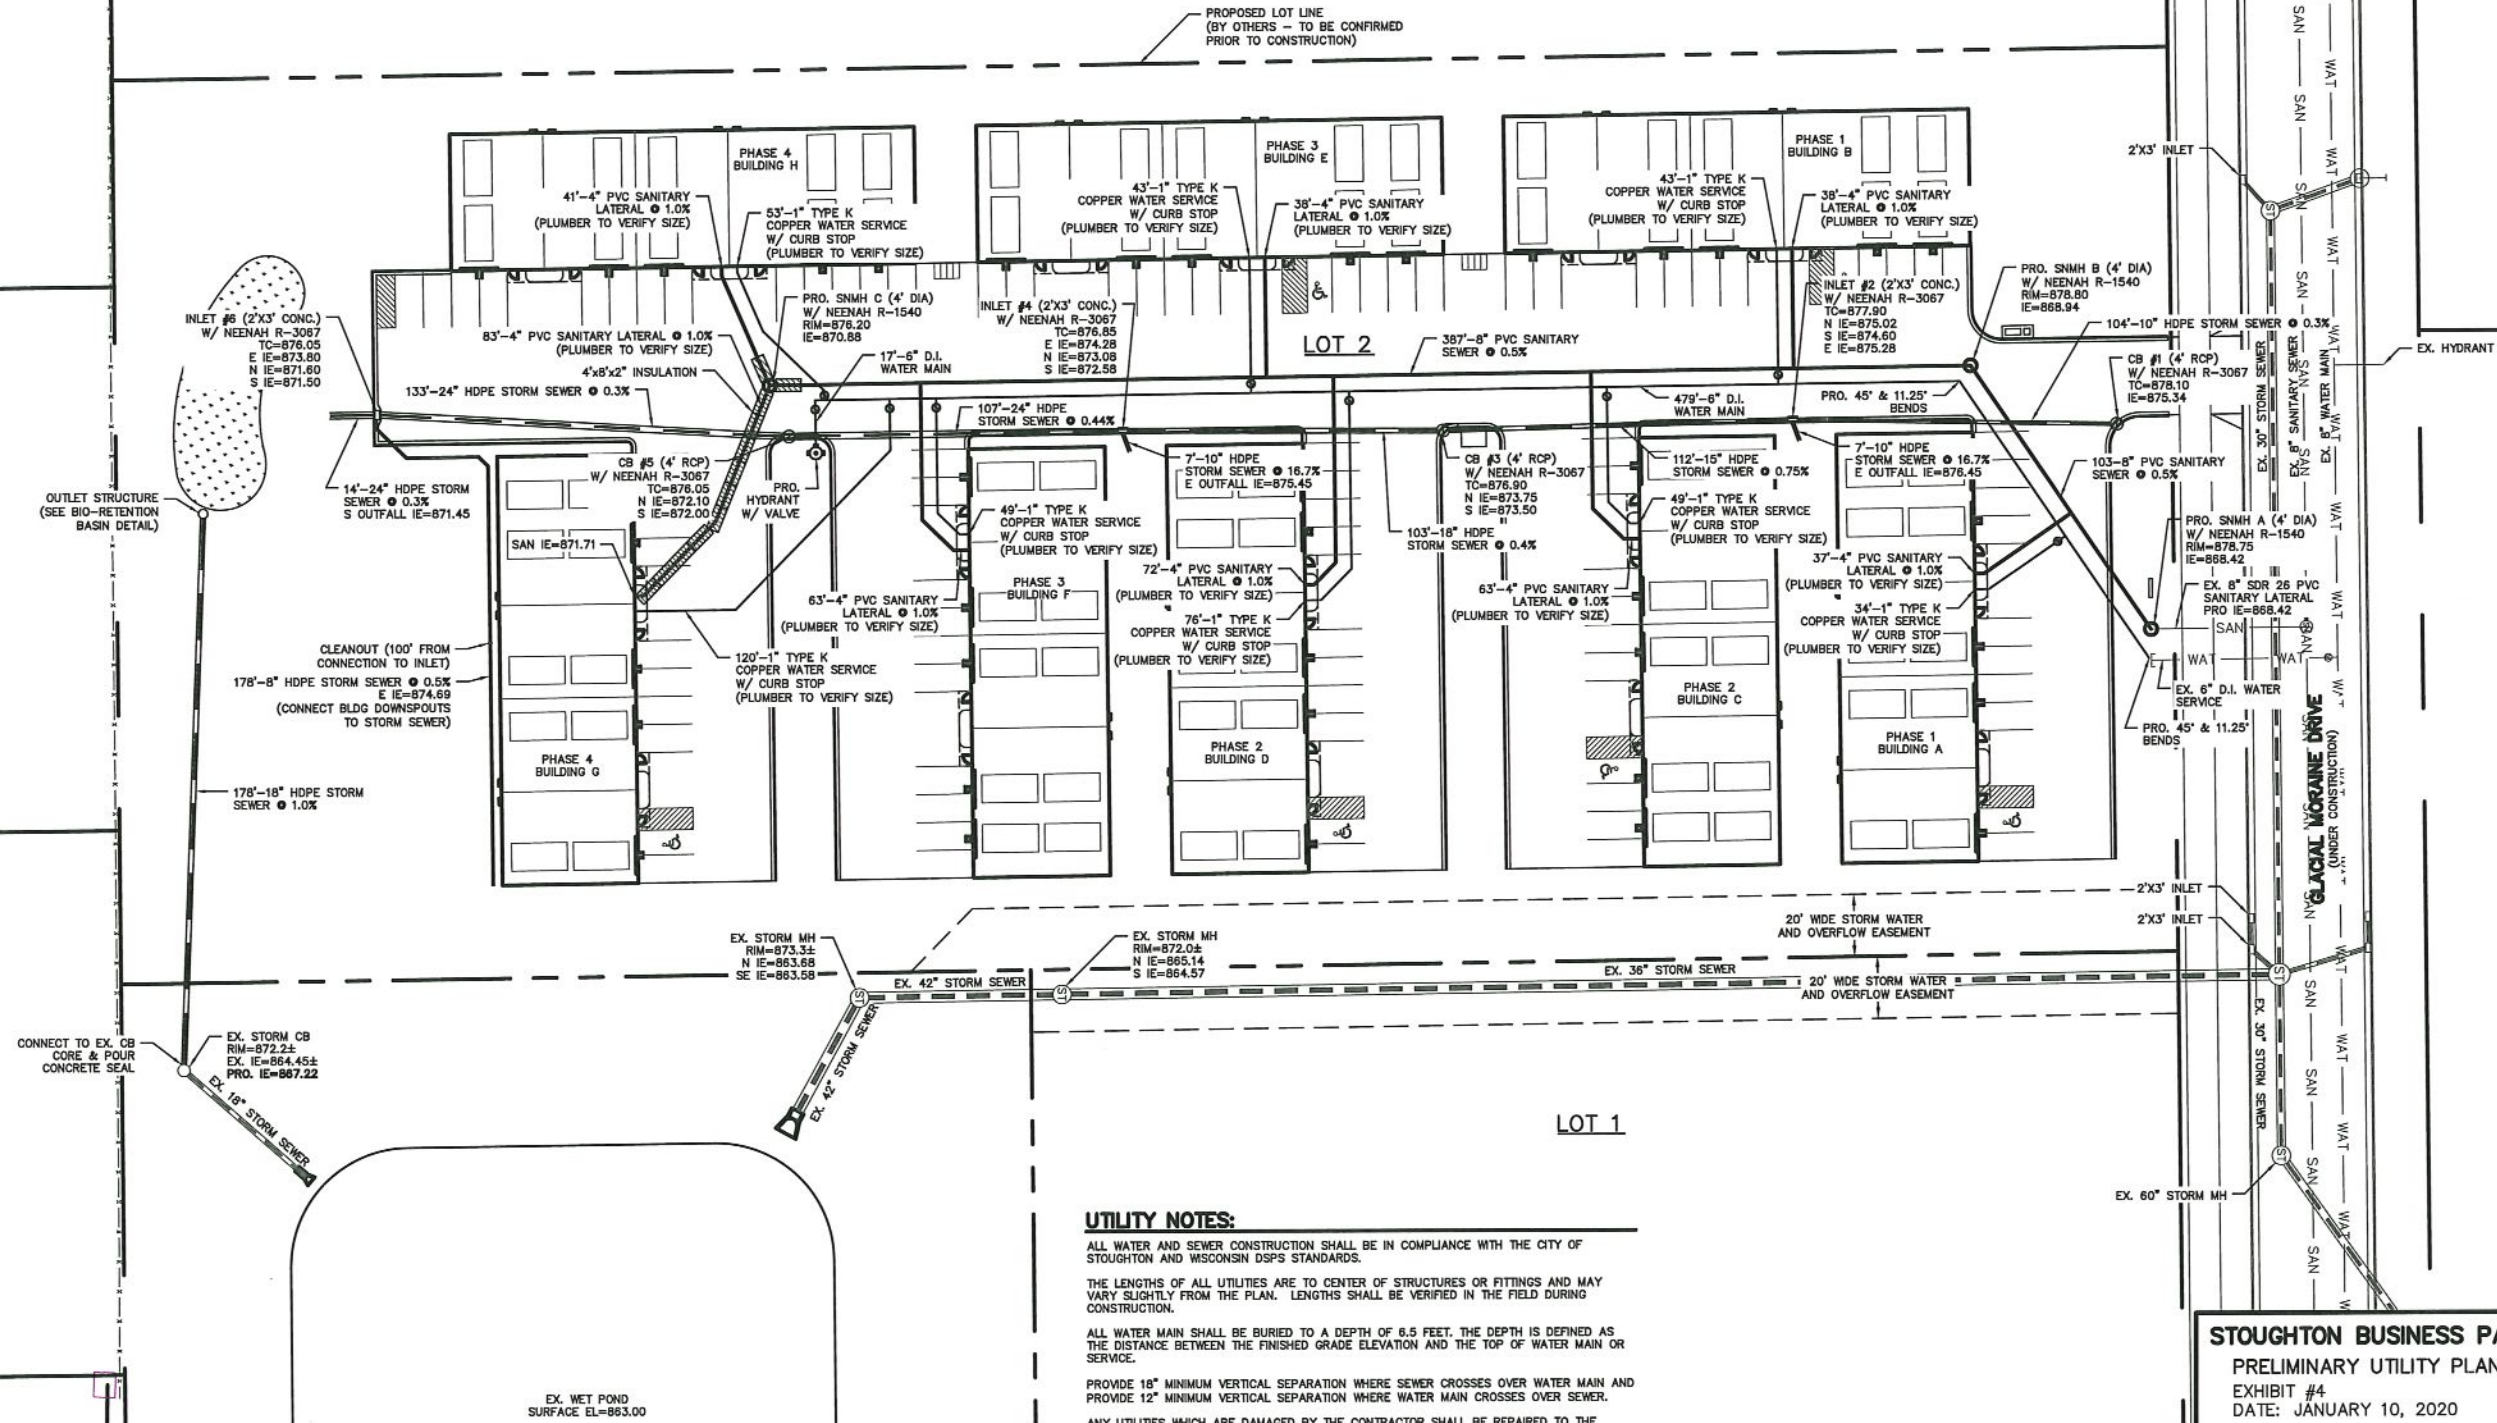 PROPOSED LOT LINE
(BY OTHERS - TO BE CONFIRMED
PRIOR TO CONSTRUCTION)
PHASE 4
BUILDING H
PHASE 3
BUILDING E
PHASE 1
BUILDING B
2'X3' INLET
41'-4" PVC SANITARY
LATERAL @ 1.0%
(PLUMBER TO VERIFY SIZE)
53'-1" TYPE K
COPPER WATER SERVICE
W/ CURB STOP
(PLUMBER TO VERIFY SIZE)
43'-1" TYPE K
COPPER WATER SERVICE
W/ CURB STOP
(PLUMBER TO VERIFY SIZE)
38'-4" PVC SANITARY
LATERAL @ 1.0%
(PLUMBER TO VERIFY SIZE)
43'-1" TYPE K
COPPER WATER SERVICE
W/ CURB STOP
(PLUMBER TO VERIFY SIZE)
38'-4" PVC SANITARY
LATERAL @ 1.0%
(PLUMBER TO VERIFY SIZE)
INLET #6 (2'X3' CONC.)
W/ NEENAH R-3067
TC=876.05
E IE=873.80
N IE=871.60
S IE=871.50
PRO. SNMH C (4' DIA)
W/ NEENAH R-1540
RIM=876.20
IE=870.88
INLET #4 (2'X3' CONC.)
W/ NEENAH R-3067
TC=876.85
E IE=874.28
N IE=873.08
S IE=872.58
INLET #2 (2'X3' CONC.)
W/ NEENAH R-3067
TC=877.90
N IE=875.02
S IE=874.60
E IE=875.28
PRO. SNMH B (4' DIA)
W/ NEENAH R-1540
RIM=878.80
IE=868.94
83'-4" PVC SANITARY LATERAL @ 1.0%
(PLUMBER TO VERIFY SIZE)
4'x8'x2" INSULATION
133'-24" HDPE STORM SEWER @ 0.3%
17'-6" D.I.
WATER MAIN
LOT 2
387'-8" PVC SANITARY
SEWER @ 0.5%
104'-10" HDPE STORM SEWER @ 0.3%
CB #1 (4' RCP)
W/ NEENAH R-3067
TC=878.10
IE=875.34
EX. HYDRANT
107'-24" HDPE
STORM SEWER @ 0.44%
479'-6" D.I.
WATER MAIN
PRO. 45° & 11.25°
BENDS
EX. 30" STORM SEWER
EX. 8" SANITARY SEWER
EX. 8" WATER MAIN
14'-24" HDPE STORM
SEWER @ 0.3%
S OUTFALL IE=871.45
CB #5 (4' RCP)
W/ NEENAH R-3067
TC=876.05
N IE=872.10
S IE=872.00
PRO.
HYDRANT
W/ VALVE
7'-10" HDPE
STORM SEWER @ 16.7%
E OUTFALL IE=875.45
CB #3 (4' RCP)
W/ NEENAH R-3067
TC=876.90
N IE=873.75
S IE=873.50
112'-15" HDPE
STORM SEWER @ 0.75%
7'-10" HDPE
STORM SEWER @ 16.7%
E OUTFALL IE=876.45
103-8" PVC SANITARY
SEWER @ 0.5%
OUTLET STRUCTURE
(SEE BIO-RETENTION
BASIN DETAIL)
SAN IE=871.71
49'-1" TYPE K
COPPER WATER SERVICE
W/ CURB STOP
(PLUMBER TO VERIFY SIZE)
103'-18" HDPE
STORM SEWER @ 0.4%
49'-1" TYPE K
COPPER WATER SERVICE
W/ CURB STOP
(PLUMBER TO VERIFY SIZE)
PRO. SNMH A (4' DIA)
W/ NEENAH R-1540
RIM=878.75
IE=868.42
PHASE 3
BUILDING F
72'-4" PVC SANITARY
LATERAL @ 1.0%
(PLUMBER TO VERIFY SIZE)
37'-4" PVC SANITARY
LATERAL @ 1.0%
(PLUMBER TO VERIFY SIZE)
EX. 8" SDR 26 PVC
SANITARY LATERAL
PRO IE=868.42
63'-4" PVC SANITARY
LATERAL @ 1.0%
(PLUMBER TO VERIFY SIZE)
76'-1" TYPE K
COPPER WATER SERVICE
W/ CURB STOP
(PLUMBER TO VERIFY SIZE)
63'-4" PVC SANITARY
LATERAL @ 1.0%
(PLUMBER TO VERIFY SIZE)
34'-1" TYPE K
COPPER WATER SERVICE
W/ CURB STOP
(PLUMBER TO VERIFY SIZE)
SAN
WAT WAT
CLEANOUT (100' FROM
CONNECTION TO INLET)
178'-8" HDPE STORM SEWER @ 0.5%
E IE=874.69
(CONNECT BLDG DOWNSPOUTS
TO STORM SEWER)
120'-1" TYPE K
COPPER WATER SERVICE
W/ CURB STOP
(PLUMBER TO VERIFY SIZE)
PHASE 2
BUILDING C
EX. 6" D.I. WATER
SERVICE
PRO. 45° & 11.25°
BENDS
PHASE 4
BUILDING G
PHASE 2
BUILDING D
PHASE 1
BUILDING A
GLACIAL MORAINE DRIVE
(UNDER CONSTRUCTION)
178'-18" HDPE STORM
SEWER @ 1.0%
2'X3' INLET
2'X3' INLET
20' WIDE STORM WATER
AND OVERFLOW EASEMENT
EX. STORM MH
RIM=873.3±
N IE=863.68
SE IE=863.58
EX. STORM MH
RIM=872.0±
N IE=865.14
S IE=864.57
EX. 42" STORM SEWER
EX. 36" STORM SEWER
20' WIDE STORM WATER
AND OVERFLOW EASEMENT
EX. 42" STORM SEWER
EX. 30" STORM SEWER
CONNECT TO EX. CB
CORE & POUR
CONCRETE SEAL
EX. STORM CB
RIM=872.2±
EX. IE=864.45±
PRO. IE=867.22
EX. 18" STORM SEWER
LOT 1
EX. 60" STORM MH
UTILITY NOTES:
ALL WATER AND SEWER CONSTRUCTION SHALL BE IN COMPLIANCE WITH THE CITY OF
STOUGHTON AND WISCONSIN DSPS STANDARDS.
THE LENGTHS OF ALL UTILITIES ARE TO CENTER OF STRUCTURES OR FITTINGS AND MAY
VARY SLIGHTLY FROM THE PLAN. LENGTHS SHALL BE VERIFIED IN THE FIELD DURING
CONSTRUCTION.
ALL WATER MAIN SHALL BE BURIED TO A DEPTH OF 6.5 FEET. THE DEPTH IS DEFINED AS
THE DISTANCE BETWEEN THE FINISHED GRADE ELEVATION AND THE TOP OF WATER MAIN OR
SERVICE.
PROVIDE 18" MINIMUM VERTICAL SEPARATION WHERE SEWER CROSSES OVER WATER MAIN AND
PROVIDE 12" MINIMUM VERTICAL SEPARATION WHERE WATER MAIN CROSSES OVER SEWER.
ANY UTILITIES WHICH ARE DAMAGED BY THE CONTRACTOR SHALL BE REPAIRED TO THE
EX. WET POND
SURFACE EL=863.00
STOUGHTON BUSINESS PA
PRELIMINARY UTILITY PLAN
EXHIBIT #4
DATE: JANUARY 10, 2020